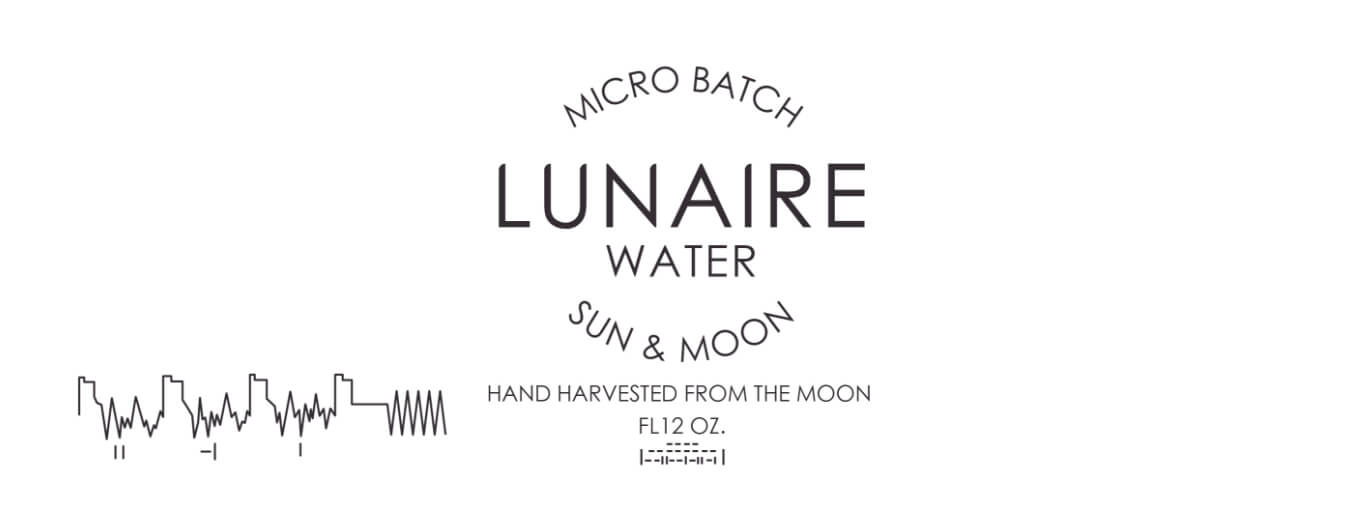 MICRO BATCH
LUNAIRE
WATER
SUN & MOON
HAND HARVESTED FROM THE MOON
FL12 OZ.